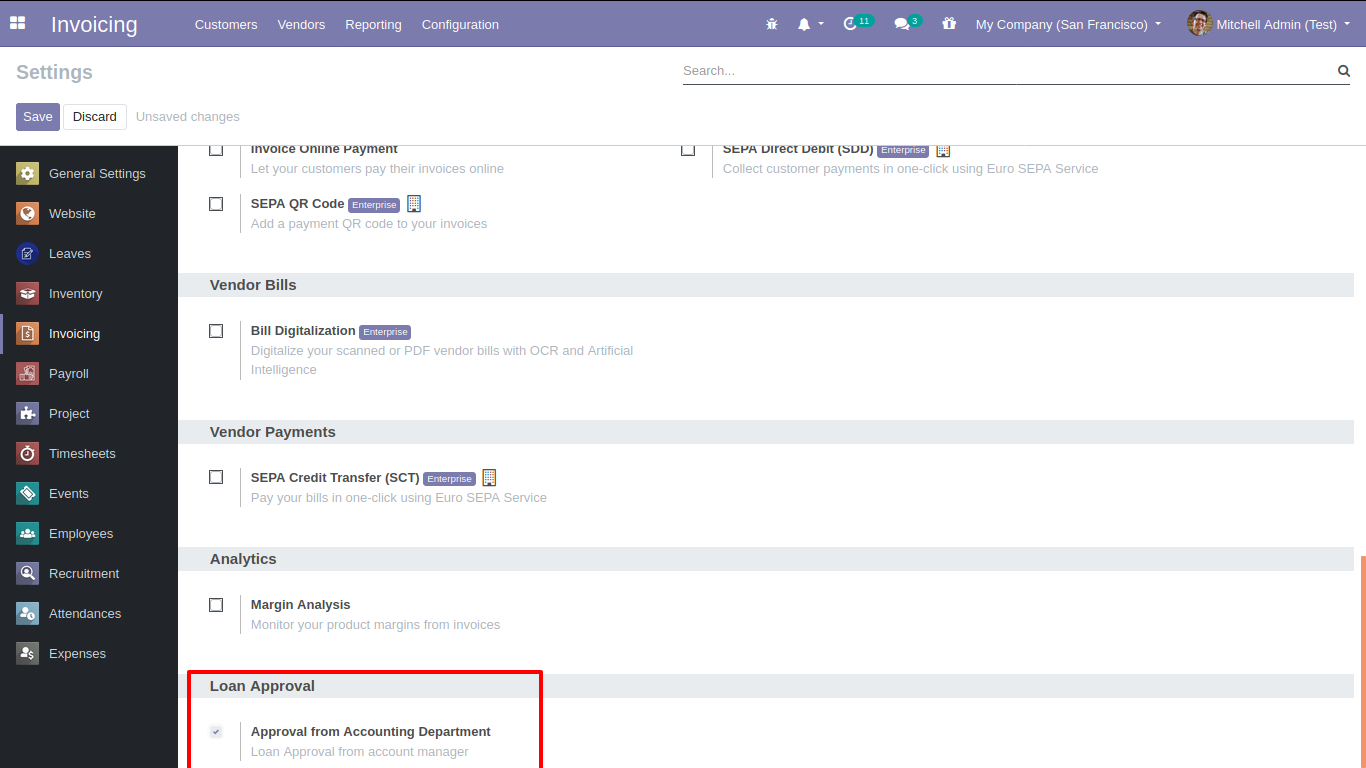 Invoicing Customers Vendors Reporting Configuration 11 3 My Company (San Francisco) Mitchell Admin (Test)
Settings Search...
Save Discard Unsaved changes
General Settings
Website
Leaves
Inventory
Invoicing
Payroll
Project
Timesheets
Events
Employees
Recruitment
Attendances
Expenses
Invoice Online Payment
Let your customers pay their invoices online
SEPA Direct Debit (SDD) Enterprise
Collect customer payments in one-click using Euro SEPA Service
SEPA QR Code Enterprise
Add a payment QR code to your invoices
Vendor Bills
Bill Digitalization Enterprise
Digitalize your scanned or PDF vendor bills with OCR and Artificial
Intelligence
Vendor Payments
SEPA Credit Transfer (SCT) Enterprise
Pay your bills in one-click using Euro SEPA Service
Analytics
Margin Analysis
Monitor your product margins from invoices
Loan Approval
Approval from Accounting Department
Loan Approval from account manager